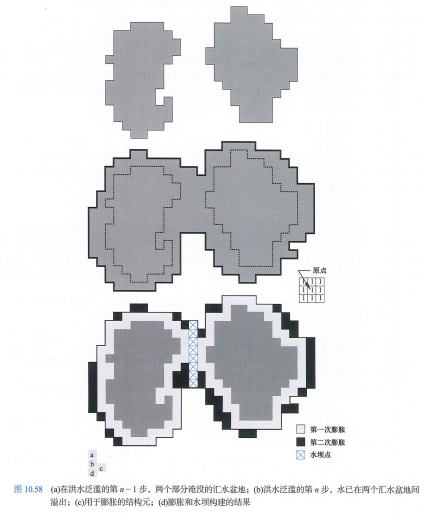 原点
1 1 1
1 1 1
1 1 1
第一次膨胀
第二次膨胀
水坝点
a
b
c
d
图 10.58 (a)在洪水泛滥的第 n − 1 步，两个部分淹没的汇水盆地；(b)洪水泛滥的第 n 步，水已在两个汇水盆地间
溢出；(c)用于膨胀的结构元；(d)膨胀和水坝构建的结果